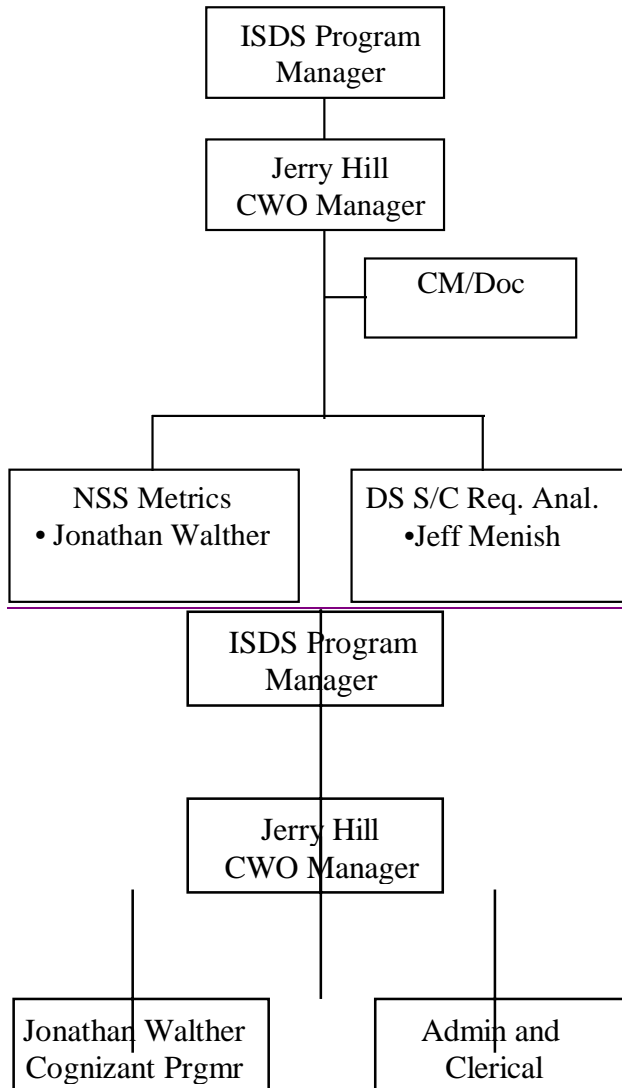 ISDS Program
Manager
Jerry Hill
CWO Manager
CM/Doc
NSS Metrics
• Jonathan Walther
DS S/C Req. Anal.
•Jeff Menish
ISDS Program
Manager
Jerry Hill
CWO Manager
Jonathan Walther
Cognizant Prgmr
Admin and
Clerical